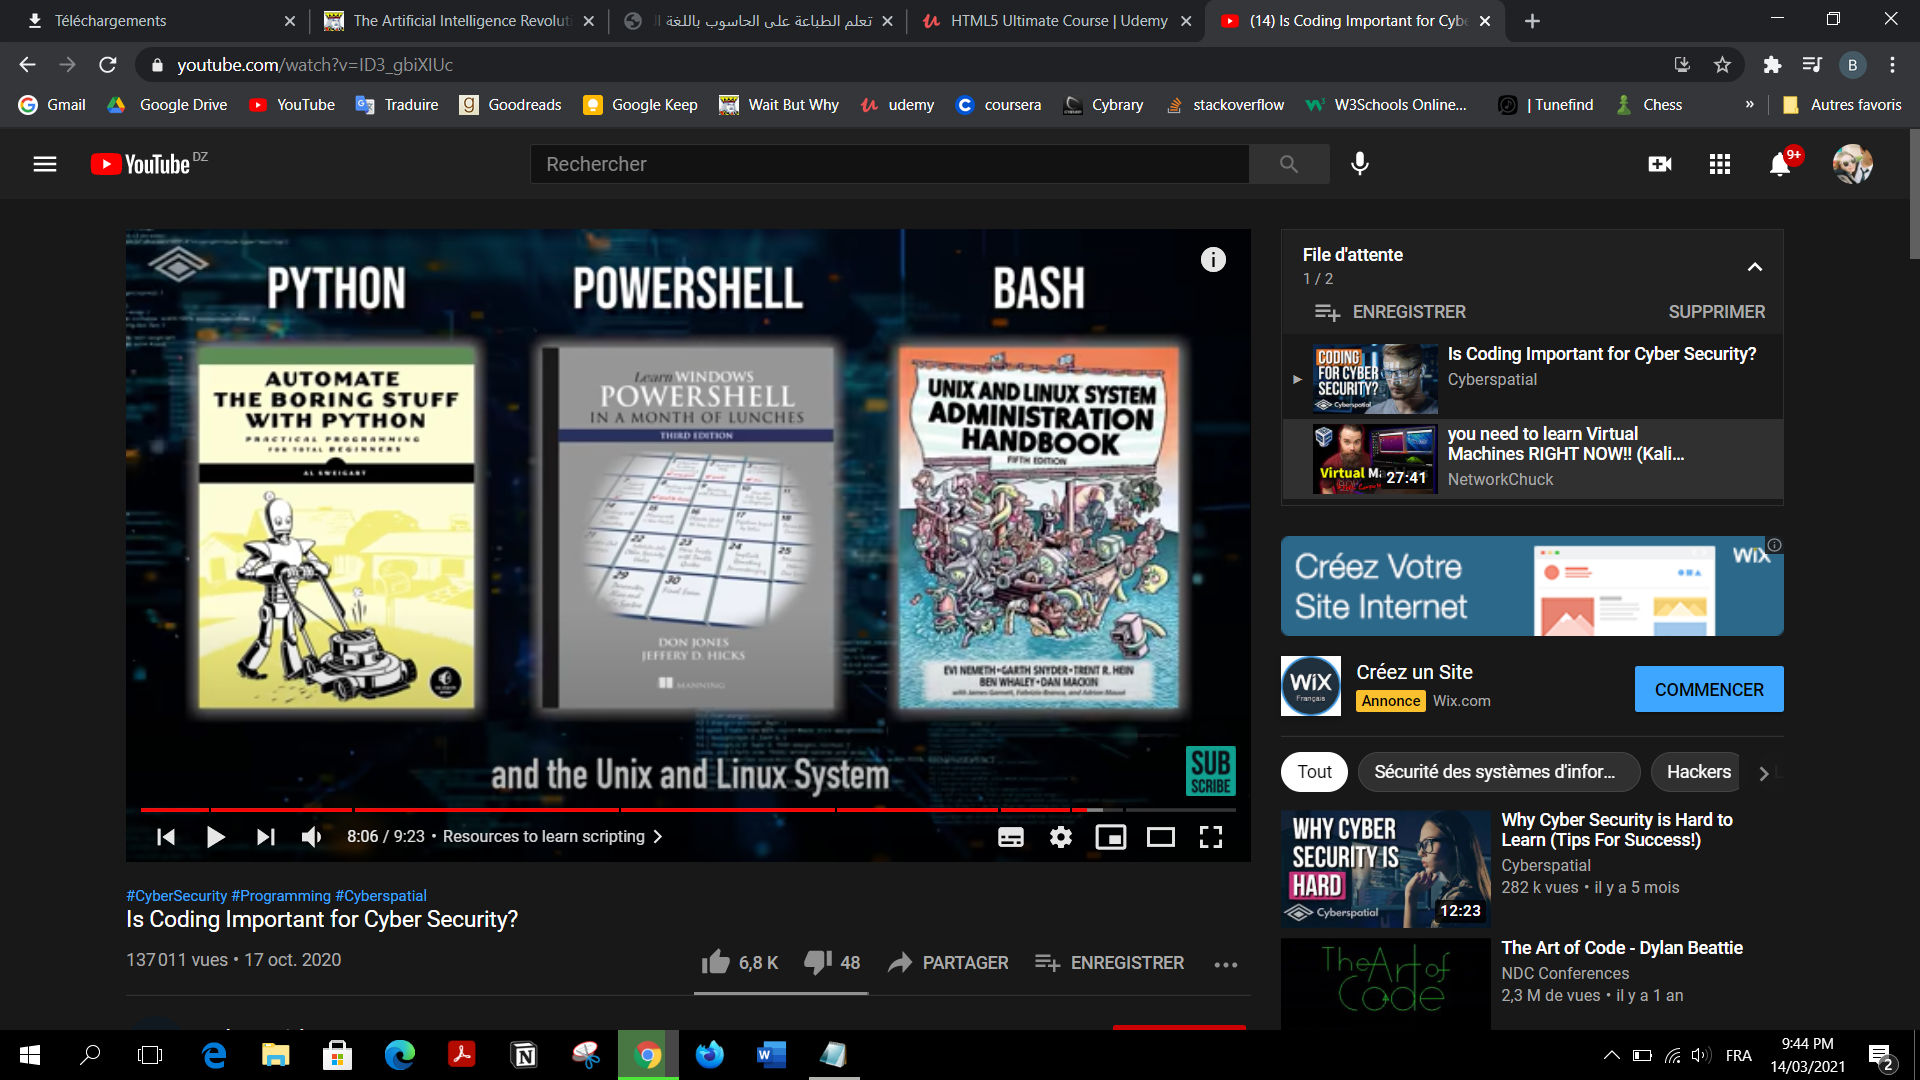 Téléchargements
The Artificial Intelligence Revoluti
تعلم الطباعة على الحاسوب باللغة ال
HTML5 Ultimate Course | Udemy
(14) Is Coding Important for Cybe
youtube.com/watch?v=ID3_gbiXIUc
B
Gmail
Google Drive
YouTube
Traduire
Goodreads
Google Keep
Wait But Why
udemy
coursera
Cybrary
stackoverflow
W3Schools Online...
| Tunefind
Chess
»
Autres favoris
YouTube DZ
Rechercher
9+
PYTHON
POWERSHELL
BASH
AUTOMATE
THE BORING STUFF
WITH PYTHON
PRACTICAL PROGRAMMING
FOR TOTAL BEGINNERS
AL SWEIGART
Learn WINDOWS
POWERSHELL
IN A MONTH OF LUNCHES
THIRD EDITION
DON JONES
JEFFERY D. HICKS
MANNING
UNIX AND LINUX SYSTEM
ADMINISTRATION
HANDBOOK
FIFTH EDITION
EVI NEMETH • GARTH SNYDER • TRENT R. HEIN
BEN WHALEY • DAN MACKIN
and the Unix and Linux System
SUB
SCRIBE
8:06 / 9:23 • Resources to learn scripting
#CyberSecurity #Programming #Cyberspatial
Is Coding Important for Cyber Security?
137 011 vues • 17 oct. 2020
6,8 K
48
PARTAGER
ENREGISTRER
File d'attente
1 / 2
ENREGISTRER
SUPPRIMER
CODING
FOR CYBER
SECURITY?
Cyberspatial
Is Coding Important for Cyber Security?
Cyberspatial
Virtual M
27:41
you need to learn Virtual
Machines RIGHT NOW!! (Kali...
NetworkChuck
Créez Votre
Site Internet
WiX
WiX
Français
Créez un Site
Annonce
Wix.com
COMMENCER
Tout
Sécurité des systèmes d'infor...
Hackers
WHY CYBER
SECURITY IS
HARD
Cyberspatial
12:23
Why Cyber Security is Hard to
Learn (Tips For Success!)
Cyberspatial
282 k vues • il y a 5 mois
The Art of
Code
The Art of Code - Dylan Beattie
NDC Conferences
2,3 M de vues • il y a 1 an
FRA
9:44 PM
14/03/2021
2